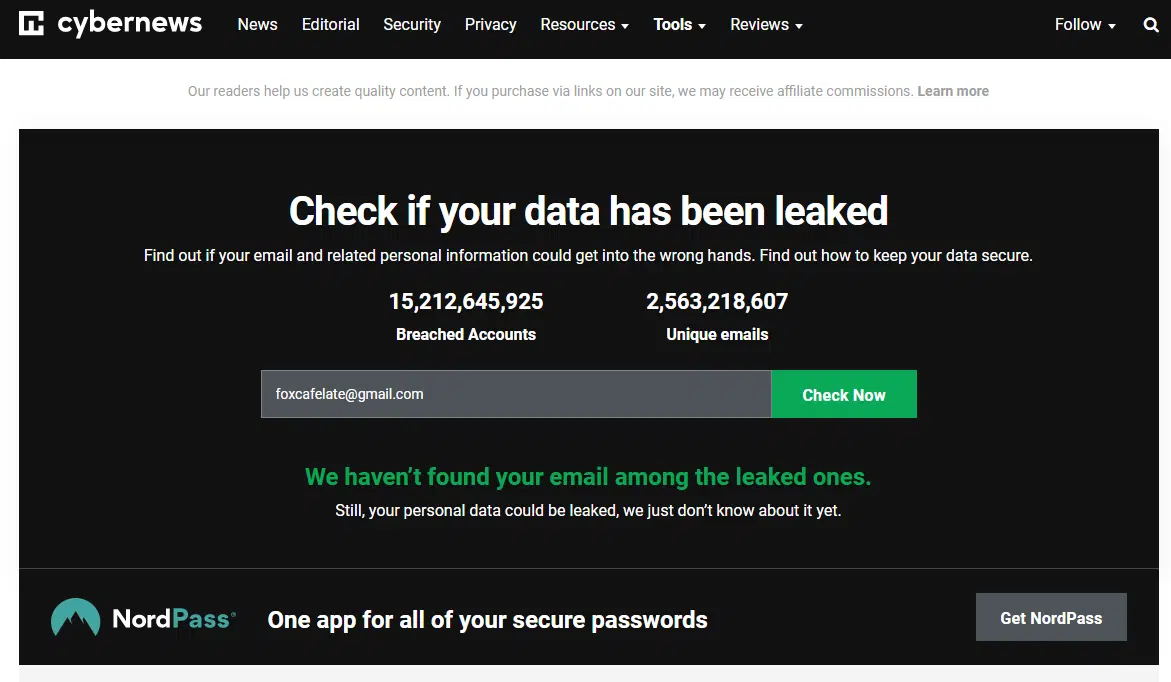 cybernews News Editorial Security Privacy Resources Tools Reviews Follow
Our readers help us create quality content. If you purchase via links on our site, we may receive affiliate commissions. Learn more
Check if your data has been leaked
Find out if your email and related personal information could get into the wrong hands. Find out how to keep your data secure.
15,212,645,925 2,563,218,607
Breached Accounts Unique emails
foxcafelate@gmail.com Check Now
We haven’t found your email among the leaked ones.
Still, your personal data could be leaked, we just don’t know about it yet.
NordPass® One app for all of your secure passwords Get NordPass